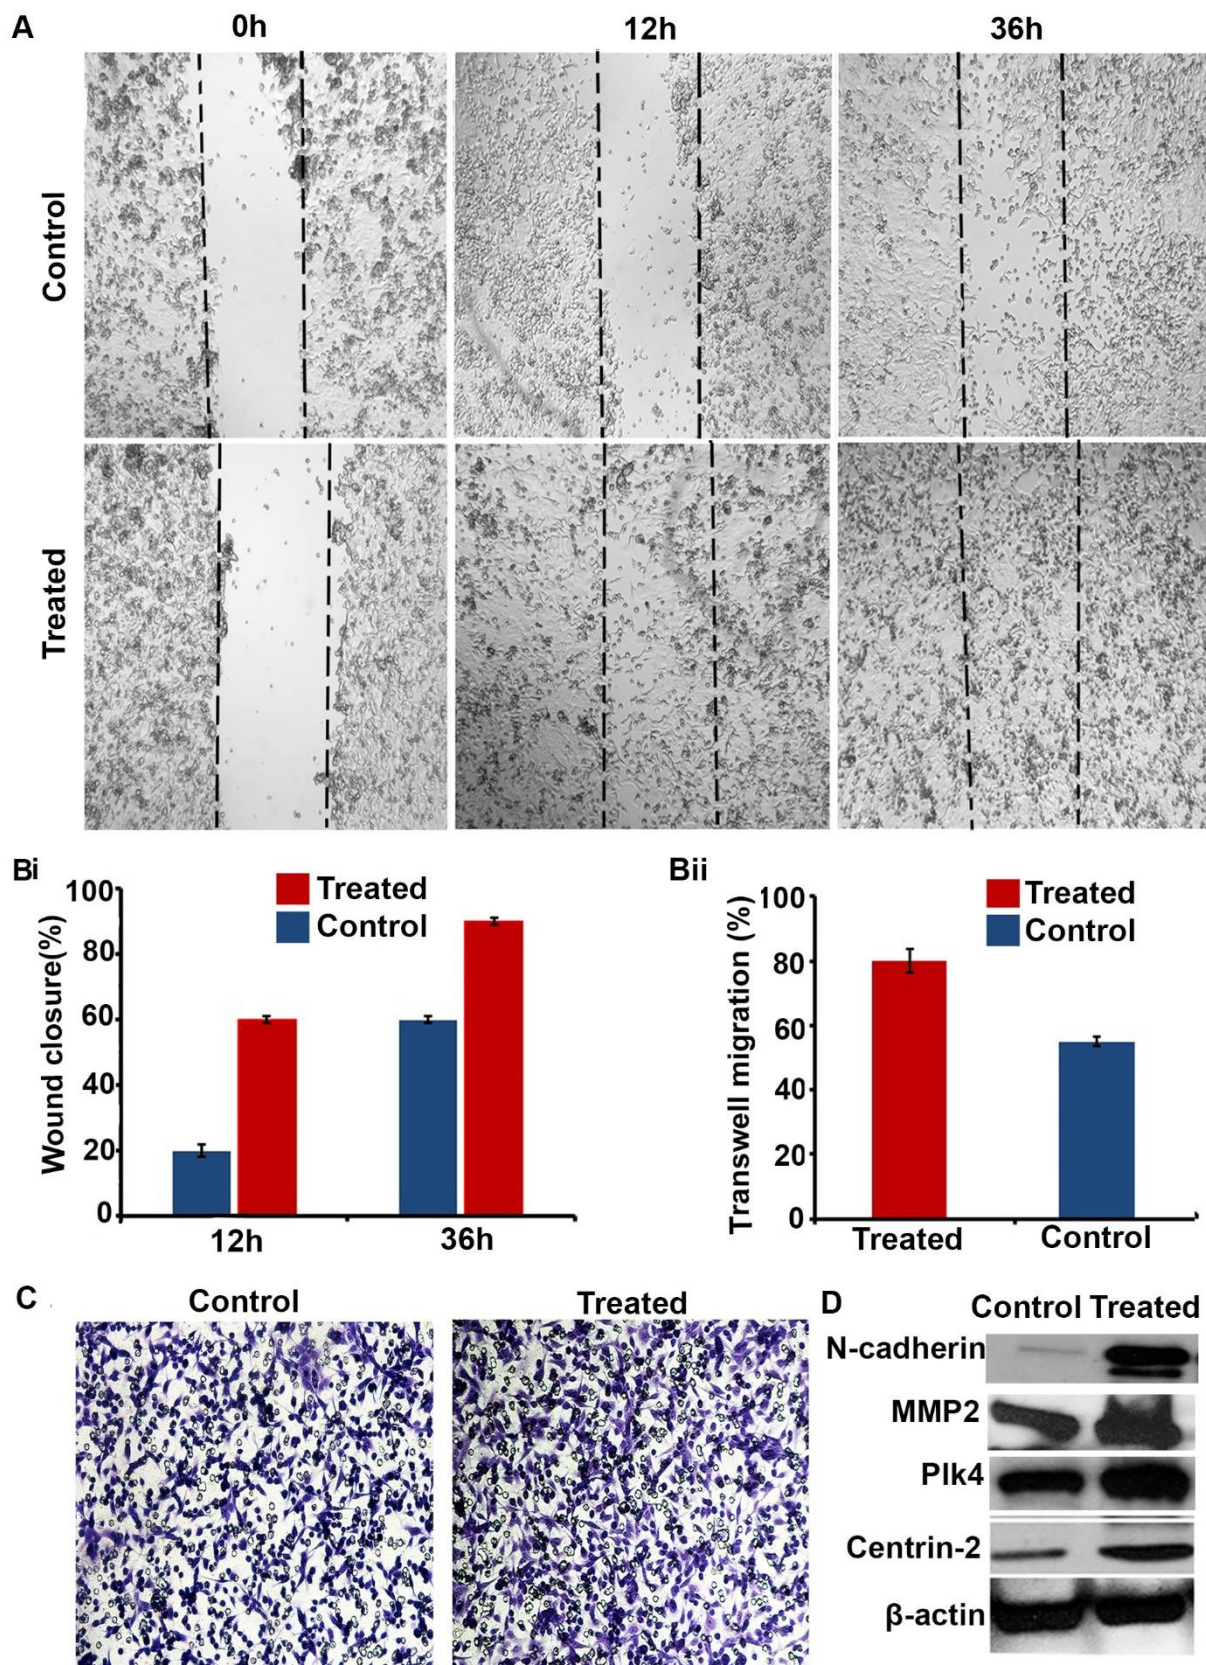 A
0h 12h 36h
Control
Treated
Bi
Treated
Control
Wound closure(%)
100
80
60
40
20
0
12h 36h
Bii
Treated
Control
Transwell migration (%)
100
80
60
40
20
0
Treated Control
C
Control Treated
D
Control Treated
N-cadherin
MMP2
Plk4
Centrin-2
β-actin